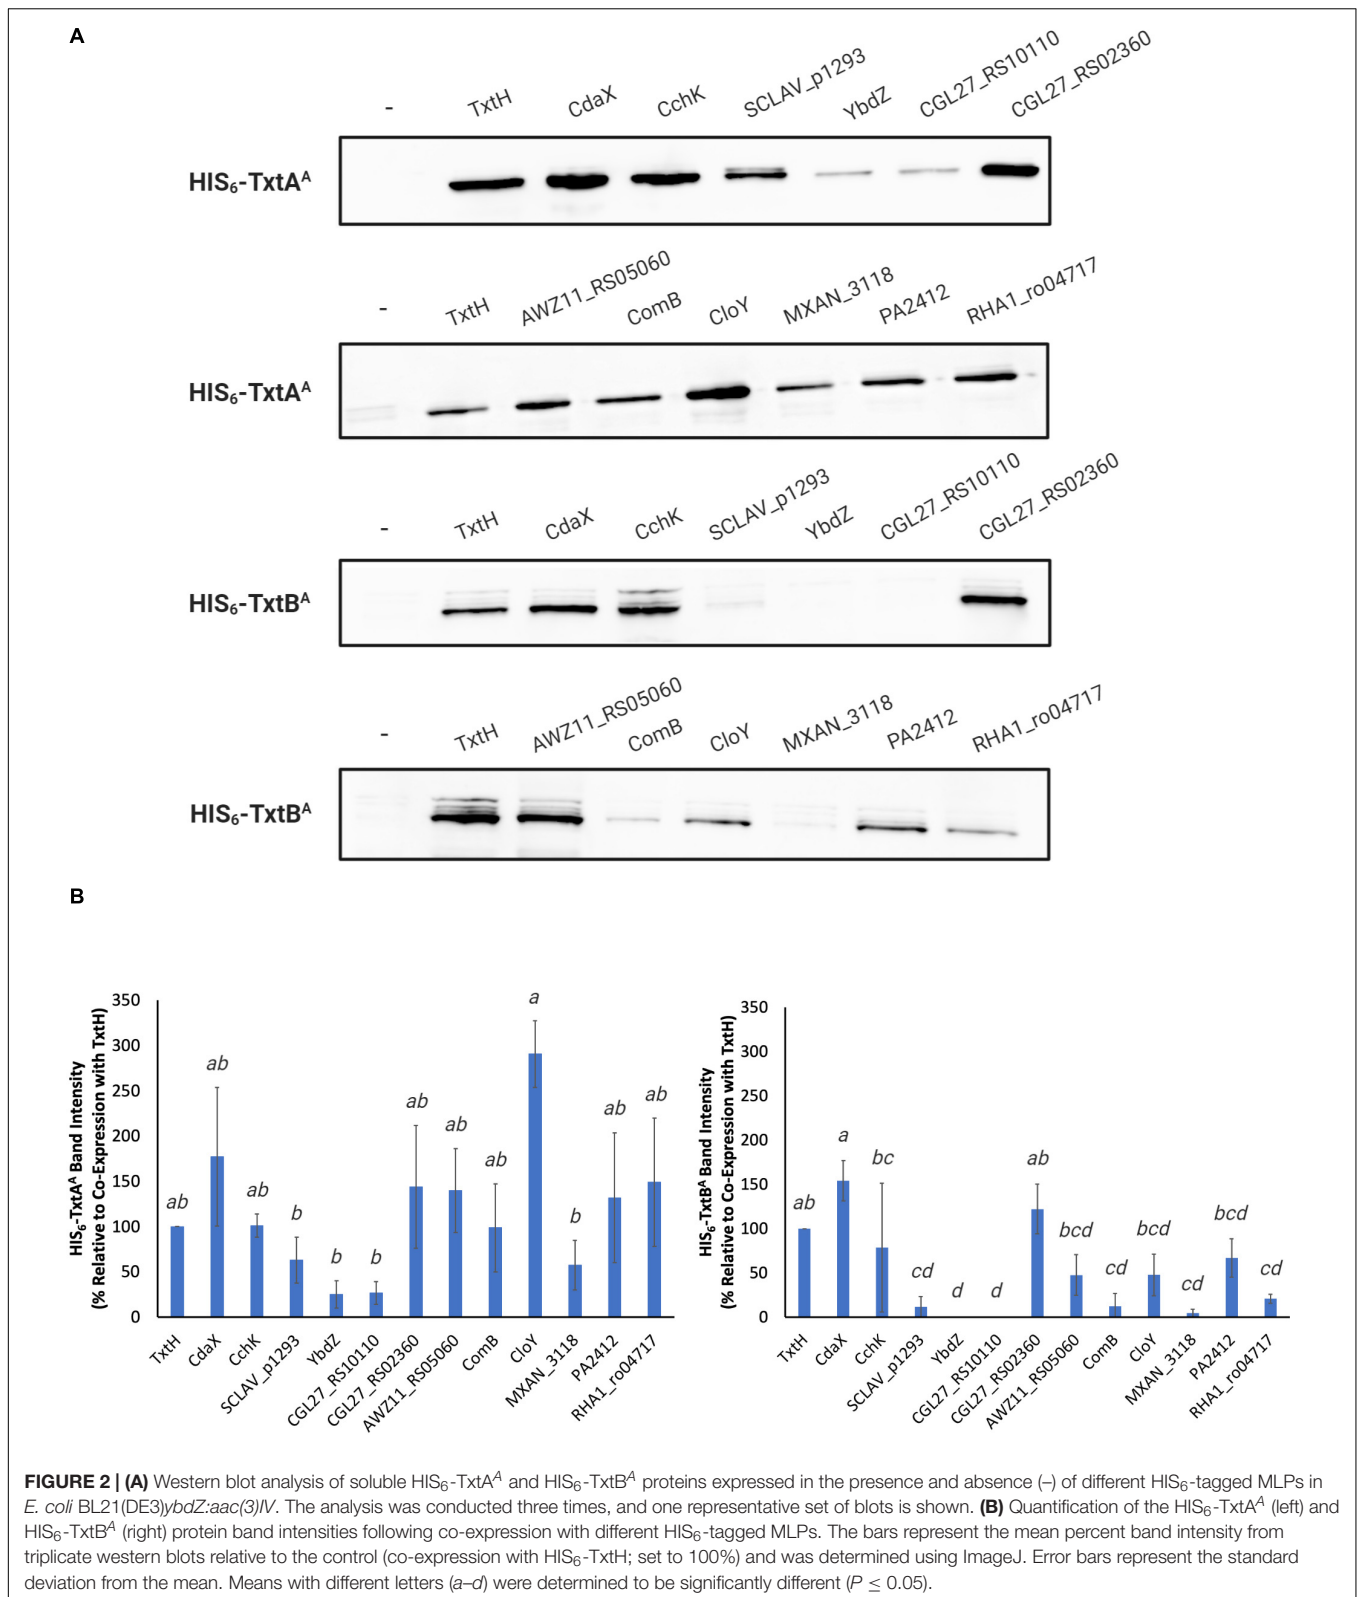 A
- TxtH CdaX CchK SCLAV_p1293 YbdZ CGL27_RS10110 CGL27_RS02360
HIS6-TxtA^A
- TxtH AWZ11_RS05060 ComB CloY MXAN_3118 PA2412 RHA1_ro04717
HIS6-TxtA^A
- TxtH CdaX CchK SCLAV_p1293 YbdZ CGL27_RS10110 CGL27_RS02360
HIS6-TxtB^A
- TxtH AWZ11_RS05060 ComB CloY MXAN_3118 PA2412 RHA1_ro04717
HIS6-TxtB^A
B
HIS6-TxtA^A Band Intensity
(% Relative to Co-Expression with TxtH)
350
300
250
200
150
100
50
0
ab ab ab b b b ab ab ab a b ab ab
TxtH CdaX CchK SCLAV_p1293 YbdZ CGL27_RS10110 CGL27_RS02360 AWZ11_RS05060 ComB CloY MXAN_3118 PA2412 RHA1_ro04717
HIS6-TxtB^A Band Intensity
(% Relative to Co-Expression with TxtH)
350
300
250
200
150
100
50
0
ab a bc cd d d ab bcd cd bcd cd bcd cd
TxtH CdaX CchK SCLAV_p1293 YbdZ CGL27_RS10110 CGL27_RS02360 AWZ11_RS05060 ComB CloY MXAN_3118 PA2412 RHA1_ro04717
FIGURE 2 | (A) Western blot analysis of soluble HIS6-TxtA^A and HIS6-TxtB^A proteins expressed in the presence and absence (–) of different HIS6-tagged MLPs in
E. coli BL21(DE3)ybdZ:aac(3)IV. The analysis was conducted three times, and one representative set of blots is shown. (B) Quantification of the HIS6-TxtA^A (left) and
HIS6-TxtB^A (right) protein band intensities following co-expression with different HIS6-tagged MLPs. The bars represent the mean percent band intensity from
triplicate western blots relative to the control (co-expression with HIS6-TxtH; set to 100%) and was determined using ImageJ. Error bars represent the standard
deviation from the mean. Means with different letters (a–d) were determined to be significantly different (P ≤ 0.05).